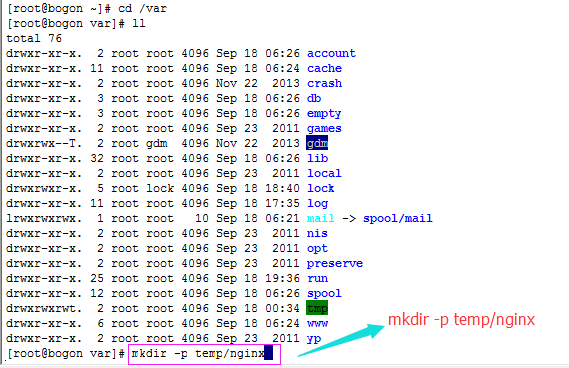 [root@bogon ~]# cd /var
[root@bogon var]# ll
total 76
drwxr-xr-x.  2 root root 4096 Sep 18 06:26 account
drwxr-xr-x. 11 root root 4096 Sep 18 06:24 cache
drwxr-xr-x.  2 root root 4096 Nov 22  2013 crash
drwxr-xr-x.  3 root root 4096 Sep 18 06:26 db
drwxr-xr-x.  3 root root 4096 Sep 18 06:26 empty
drwxr-xr-x.  2 root root 4096 Sep 23  2011 games
drwxrwx--T.  2 root gdm  4096 Nov 22  2013 gdm
drwxr-xr-x. 32 root root 4096 Sep 18 06:26 lib
drwxr-xr-x.  2 root root 4096 Sep 23  2011 local
drwxrwxr-x.  5 root lock 4096 Sep 18 18:40 lock
drwxr-xr-x. 11 root root 4096 Sep 18 17:35 log
lrwxrwxrwx.  1 root root   10 Sep 18 06:21 mail -> spool/mail
drwxr-xr-x.  2 root root 4096 Sep 23  2011 nis
drwxr-xr-x.  2 root root 4096 Sep 23  2011 opt
drwxr-xr-x.  2 root root 4096 Sep 23  2011 preserve
drwxr-xr-x. 25 root root 4096 Sep 18 19:36 run
drwxr-xr-x. 12 root root 4096 Sep 18 06:26 spool
drwxrwxrwt.  2 root root 4096 Sep 18 00:34 tmp
drwxr-xr-x.  6 root root 4096 Sep 18 06:24 www
drwxr-xr-x.  2 root root 4096 Sep 23  2011 yp
[root@bogon var]# mkdir -p temp/nginx
mkdir -p temp/nginx